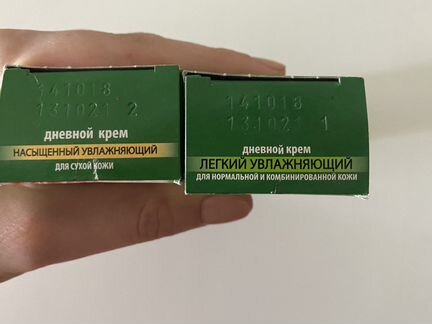 141018
131021 2
дневной крем
НАСЫЩЕННЫЙ УВЛАЖНЯЮЩИЙ
ДЛЯ СУХОЙ КОЖИ
141018
131021 1
дневной крем
ЛЕГКИЙ УВЛАЖНЯЮЩИЙ
ДЛЯ НОРМАЛЬНОЙ И КОМБИНИРОВАННОЙ КОЖИ